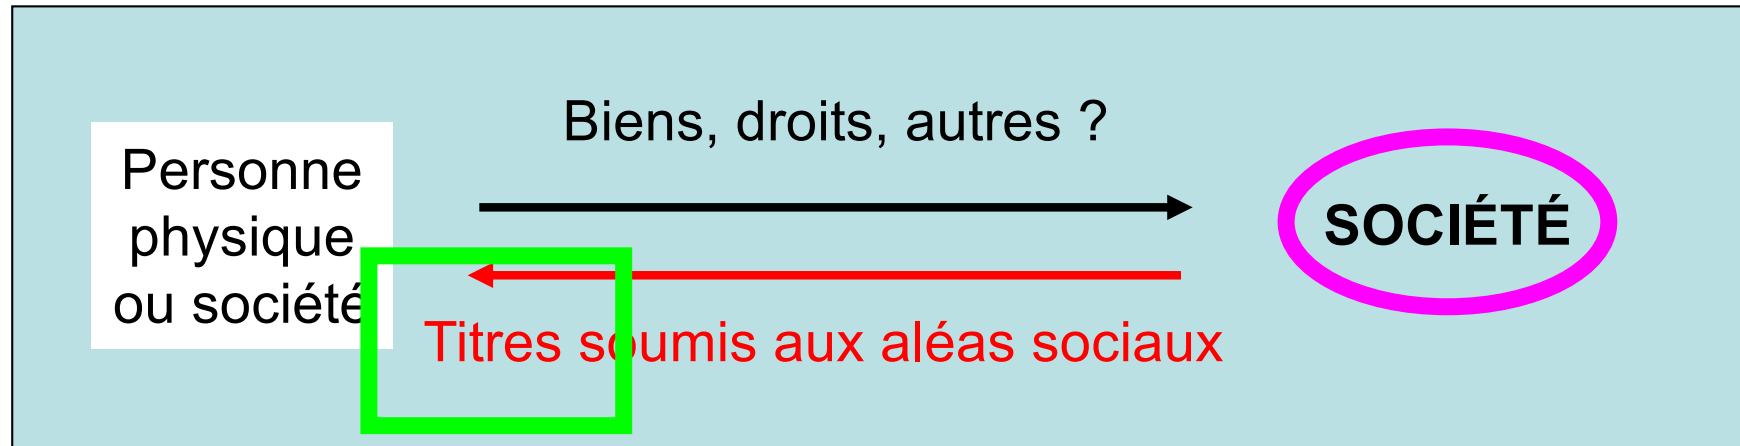 Biens, droits, autres ?
Personne
physique
ou société
SOCIÉTÉ
Titres soumis aux aléas sociaux